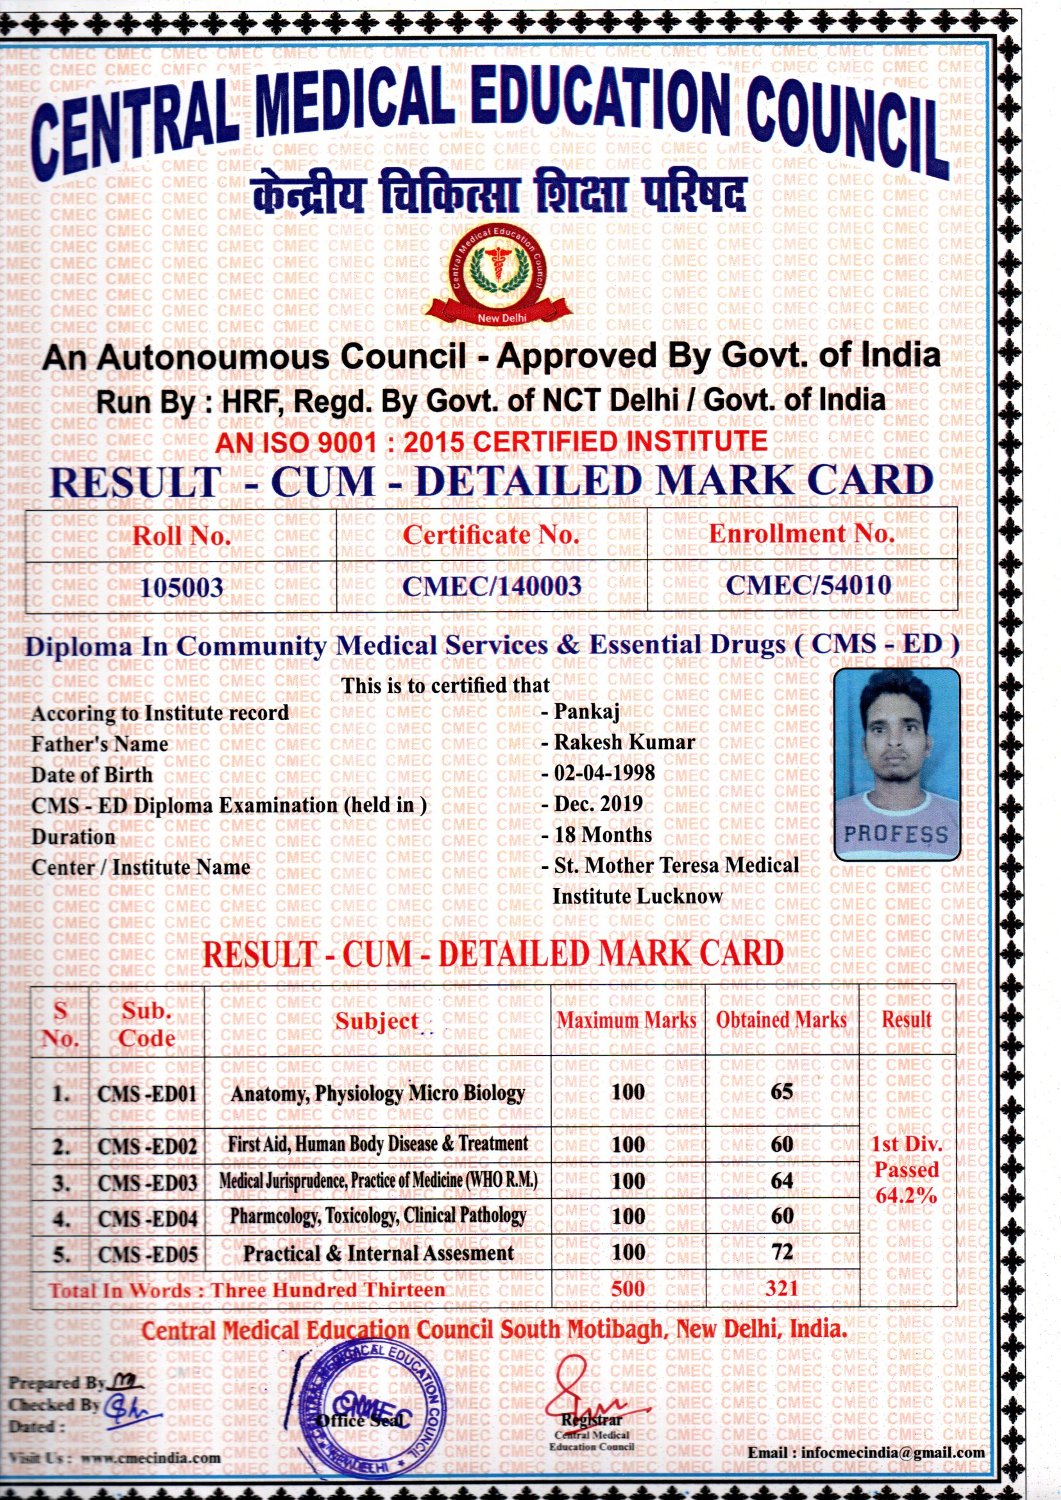 CENTRAL MEDICAL EDUCATION COUNCIL
केन्द्रीय चिकित्सा शिक्षा परिषद
Central Medical Education Council
New Delhi
An Autonoumous Council - Approved By Govt. of India
Run By : HRF, Regd. By Govt. of NCT Delhi / Govt. of India
AN ISO 9001 : 2015 CERTIFIED INSTITUTE
RESULT - CUM - DETAILED MARK CARD
Roll No. Certificate No. Enrollment No.
105003 CMEC/140003 CMEC/54010
Diploma In Community Medical Services & Essential Drugs ( CMS - ED )
This is to certified that
Accoring to Institute record - Pankaj
Father's Name - Rakesh Kumar
Date of Birth - 02-04-1998
CMS - ED Diploma Examination (held in ) - Dec. 2019
Duration - 18 Months
PROFESS
Center / Institute Name - St. Mother Teresa Medical
Institute Lucknow
RESULT - CUM - DETAILED MARK CARD
S No. Sub. Code Subject Maximum Marks Obtained Marks Result
1. CMS -ED01 Anatomy, Physiology Micro Biology 100 65
2. CMS -ED02 First Aid, Human Body Disease & Treatment 100 60
3. CMS -ED03 Medical Jurisprudence, Practice of Medicine (WHO R.M.) 100 64
4. CMS -ED04 Pharmcology, Toxicology, Clinical Pathology 100 60
5. CMS -ED05 Practical & Internal Assesment 100 72
1st Div.
Passed
64.2%
Total In Words : Three Hundred Thirteen 500 321
Central Medical Education Council South Motibagh, New Delhi, India.
Prepared By
Checked By
Dated :
CENTRAL MEDICAL EDUCATION COUNCIL
NEW DELHI
CMEC
Office Seal
Registrar
Central Medical
Education Council
Visit Us : www.cmecindia.com
Email : infocmecindia@gmail.com